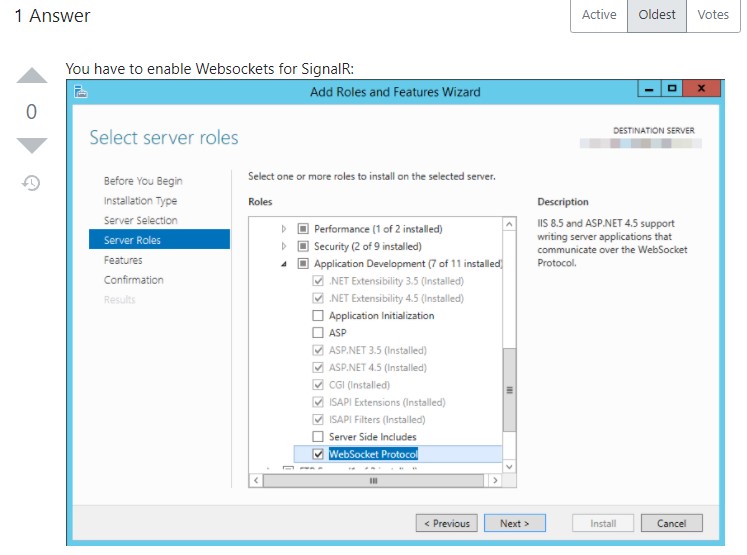 1 Answer
Active
Oldest
Votes
You have to enable Websockets for SignalR:
0
Add Roles and Features Wizard
Select server roles
DESTINATION SERVER
Before You Begin
Installation Type
Server Selection
Server Roles
Features
Confirmation
Results
Select one or more roles to install on the selected server.
Roles
Performance (1 of 2 installed)
Security (2 of 9 installed)
Application Development (7 of 11 installed)
.NET Extensibility 3.5 (Installed)
.NET Extensibility 4.5 (Installed)
Application Initialization
ASP
ASP.NET 3.5 (Installed)
ASP.NET 4.5 (Installed)
CGI (Installed)
ISAPI Extensions (Installed)
ISAPI Filters (Installed)
Server Side Includes
WebSocket Protocol
Description
IIS 8.5 and ASP.NET 4.5 support
writing server applications that
communicate over the WebSocket
Protocol.
< Previous
Next >
Install
Cancel